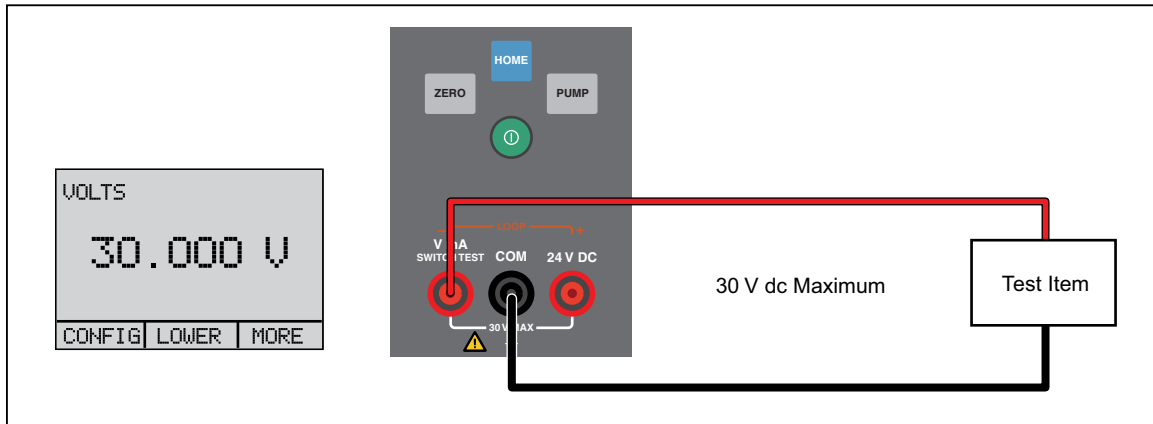 HOME
ZERO
PUMP
VOLTS
30.000 V
CONFIG LOWER MORE
− LOOP +
V mA
SWITCH TEST
COM
24 V DC
30 V MAX
30 V dc Maximum
Test Item